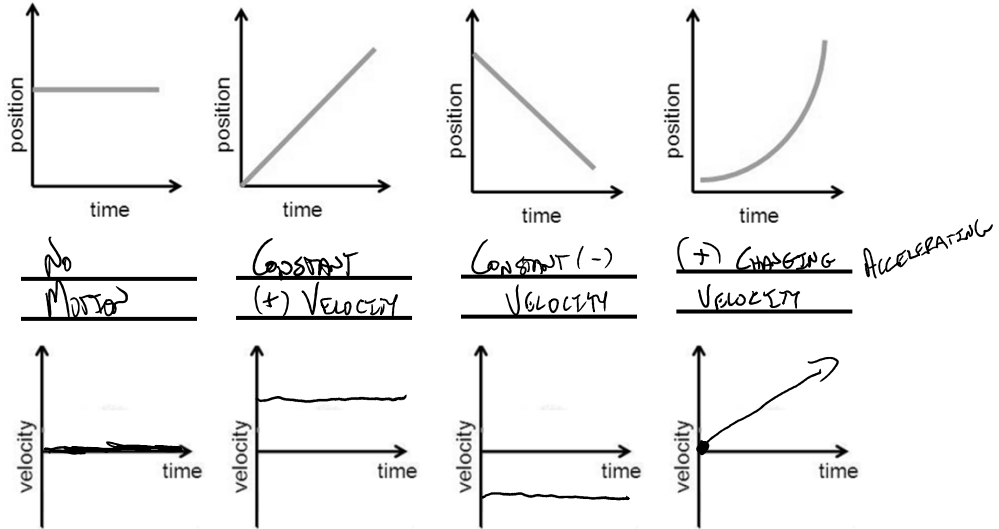 position
position
position
position
time
time
time
time
No
Motion
Constant
(+) Velocity
Constant (-)
Velocity
(+) Changing
Velocity
Accelerating
velocity
velocity
velocity
velocity
time
time
time
time